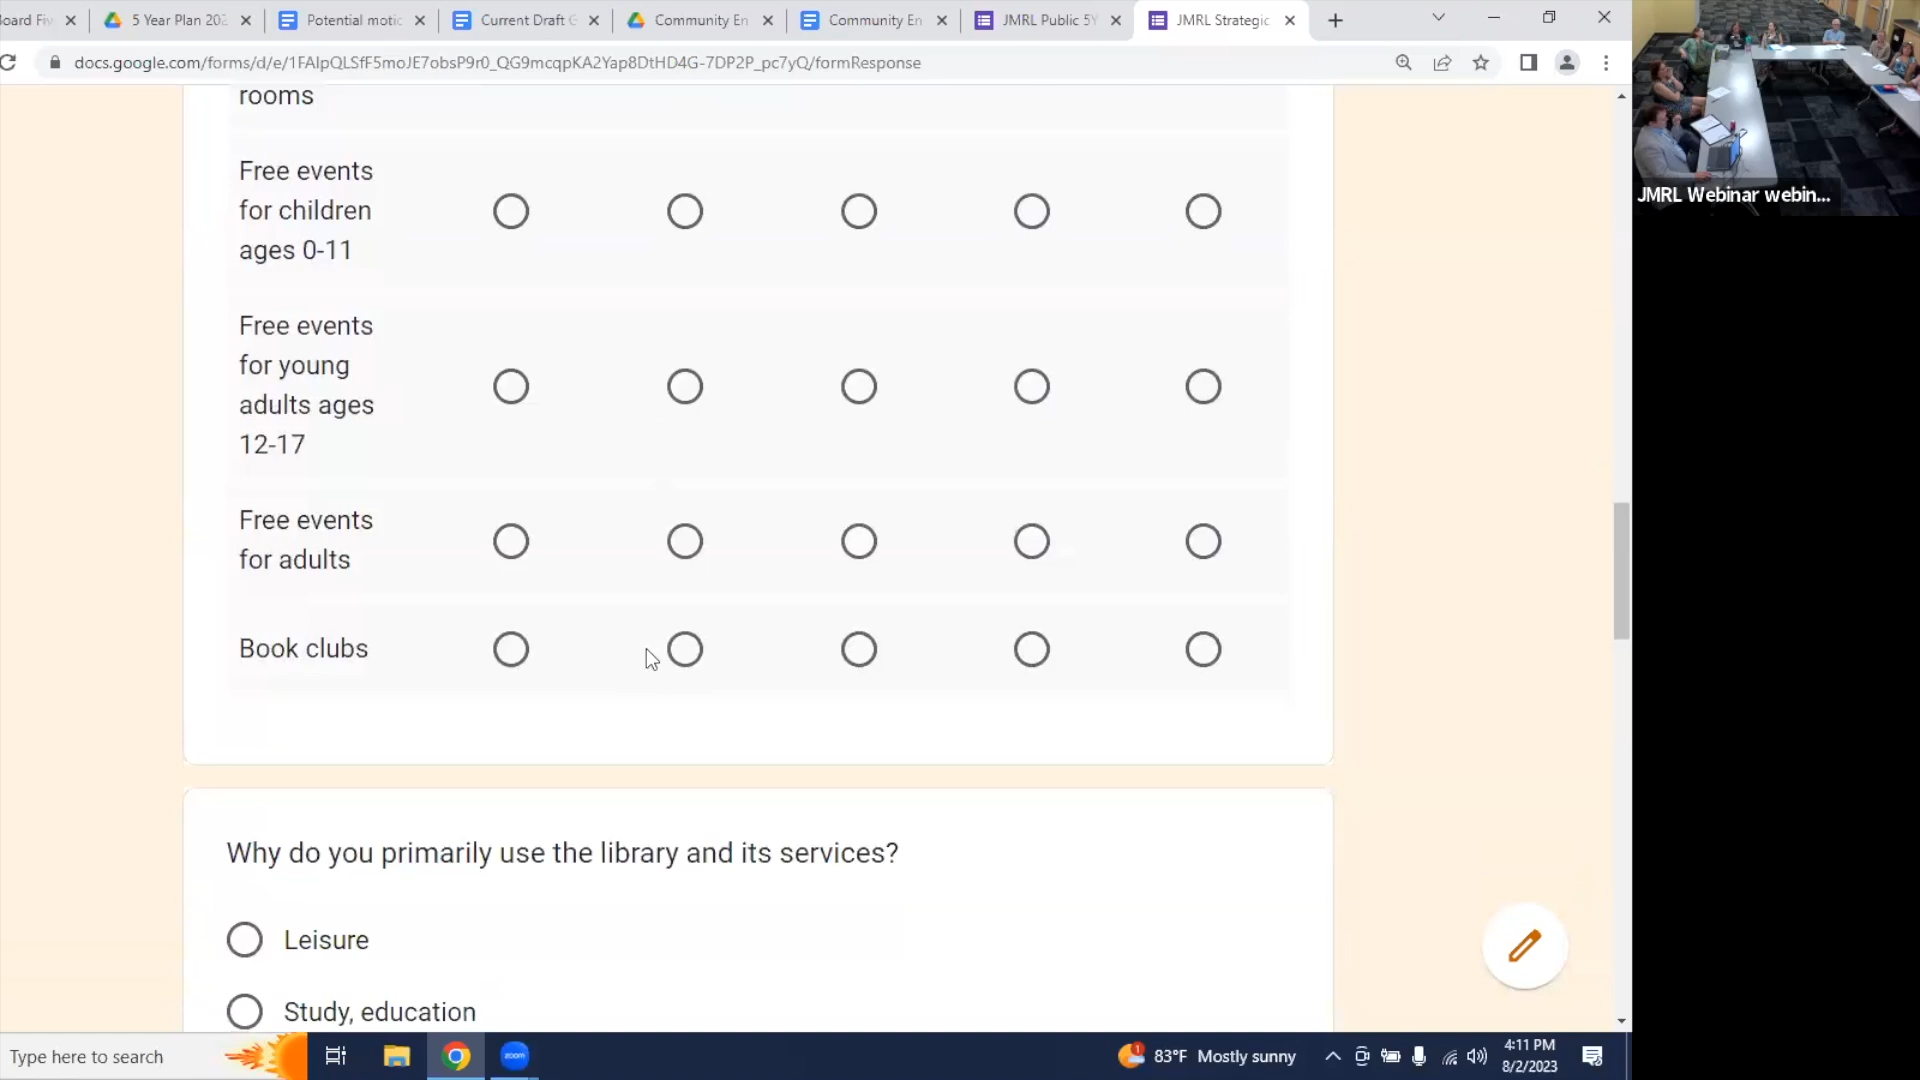 oard Fiv
5 Year Plan 202
Potential motic
Current Draft G
Community En
Community En
JMRL Public 5Y
JMRL Strategic
docs.google.com/forms/d/e/1FAIpQLSfF5moJE7obsP9r0_QG9mcqpKA2Yap8DtHD4G-7DP2P_pc7yQ/formResponse
JMRL Webinar webin...
rooms
Free events
for children
ages 0-11
Free events
for young
adults ages
12-17
Free events
for adults
Book clubs
Why do you primarily use the library and its services?
Leisure
Study, education
Type here to search
zoom
1
83°F Mostly sunny
4:11 PM
8/2/2023